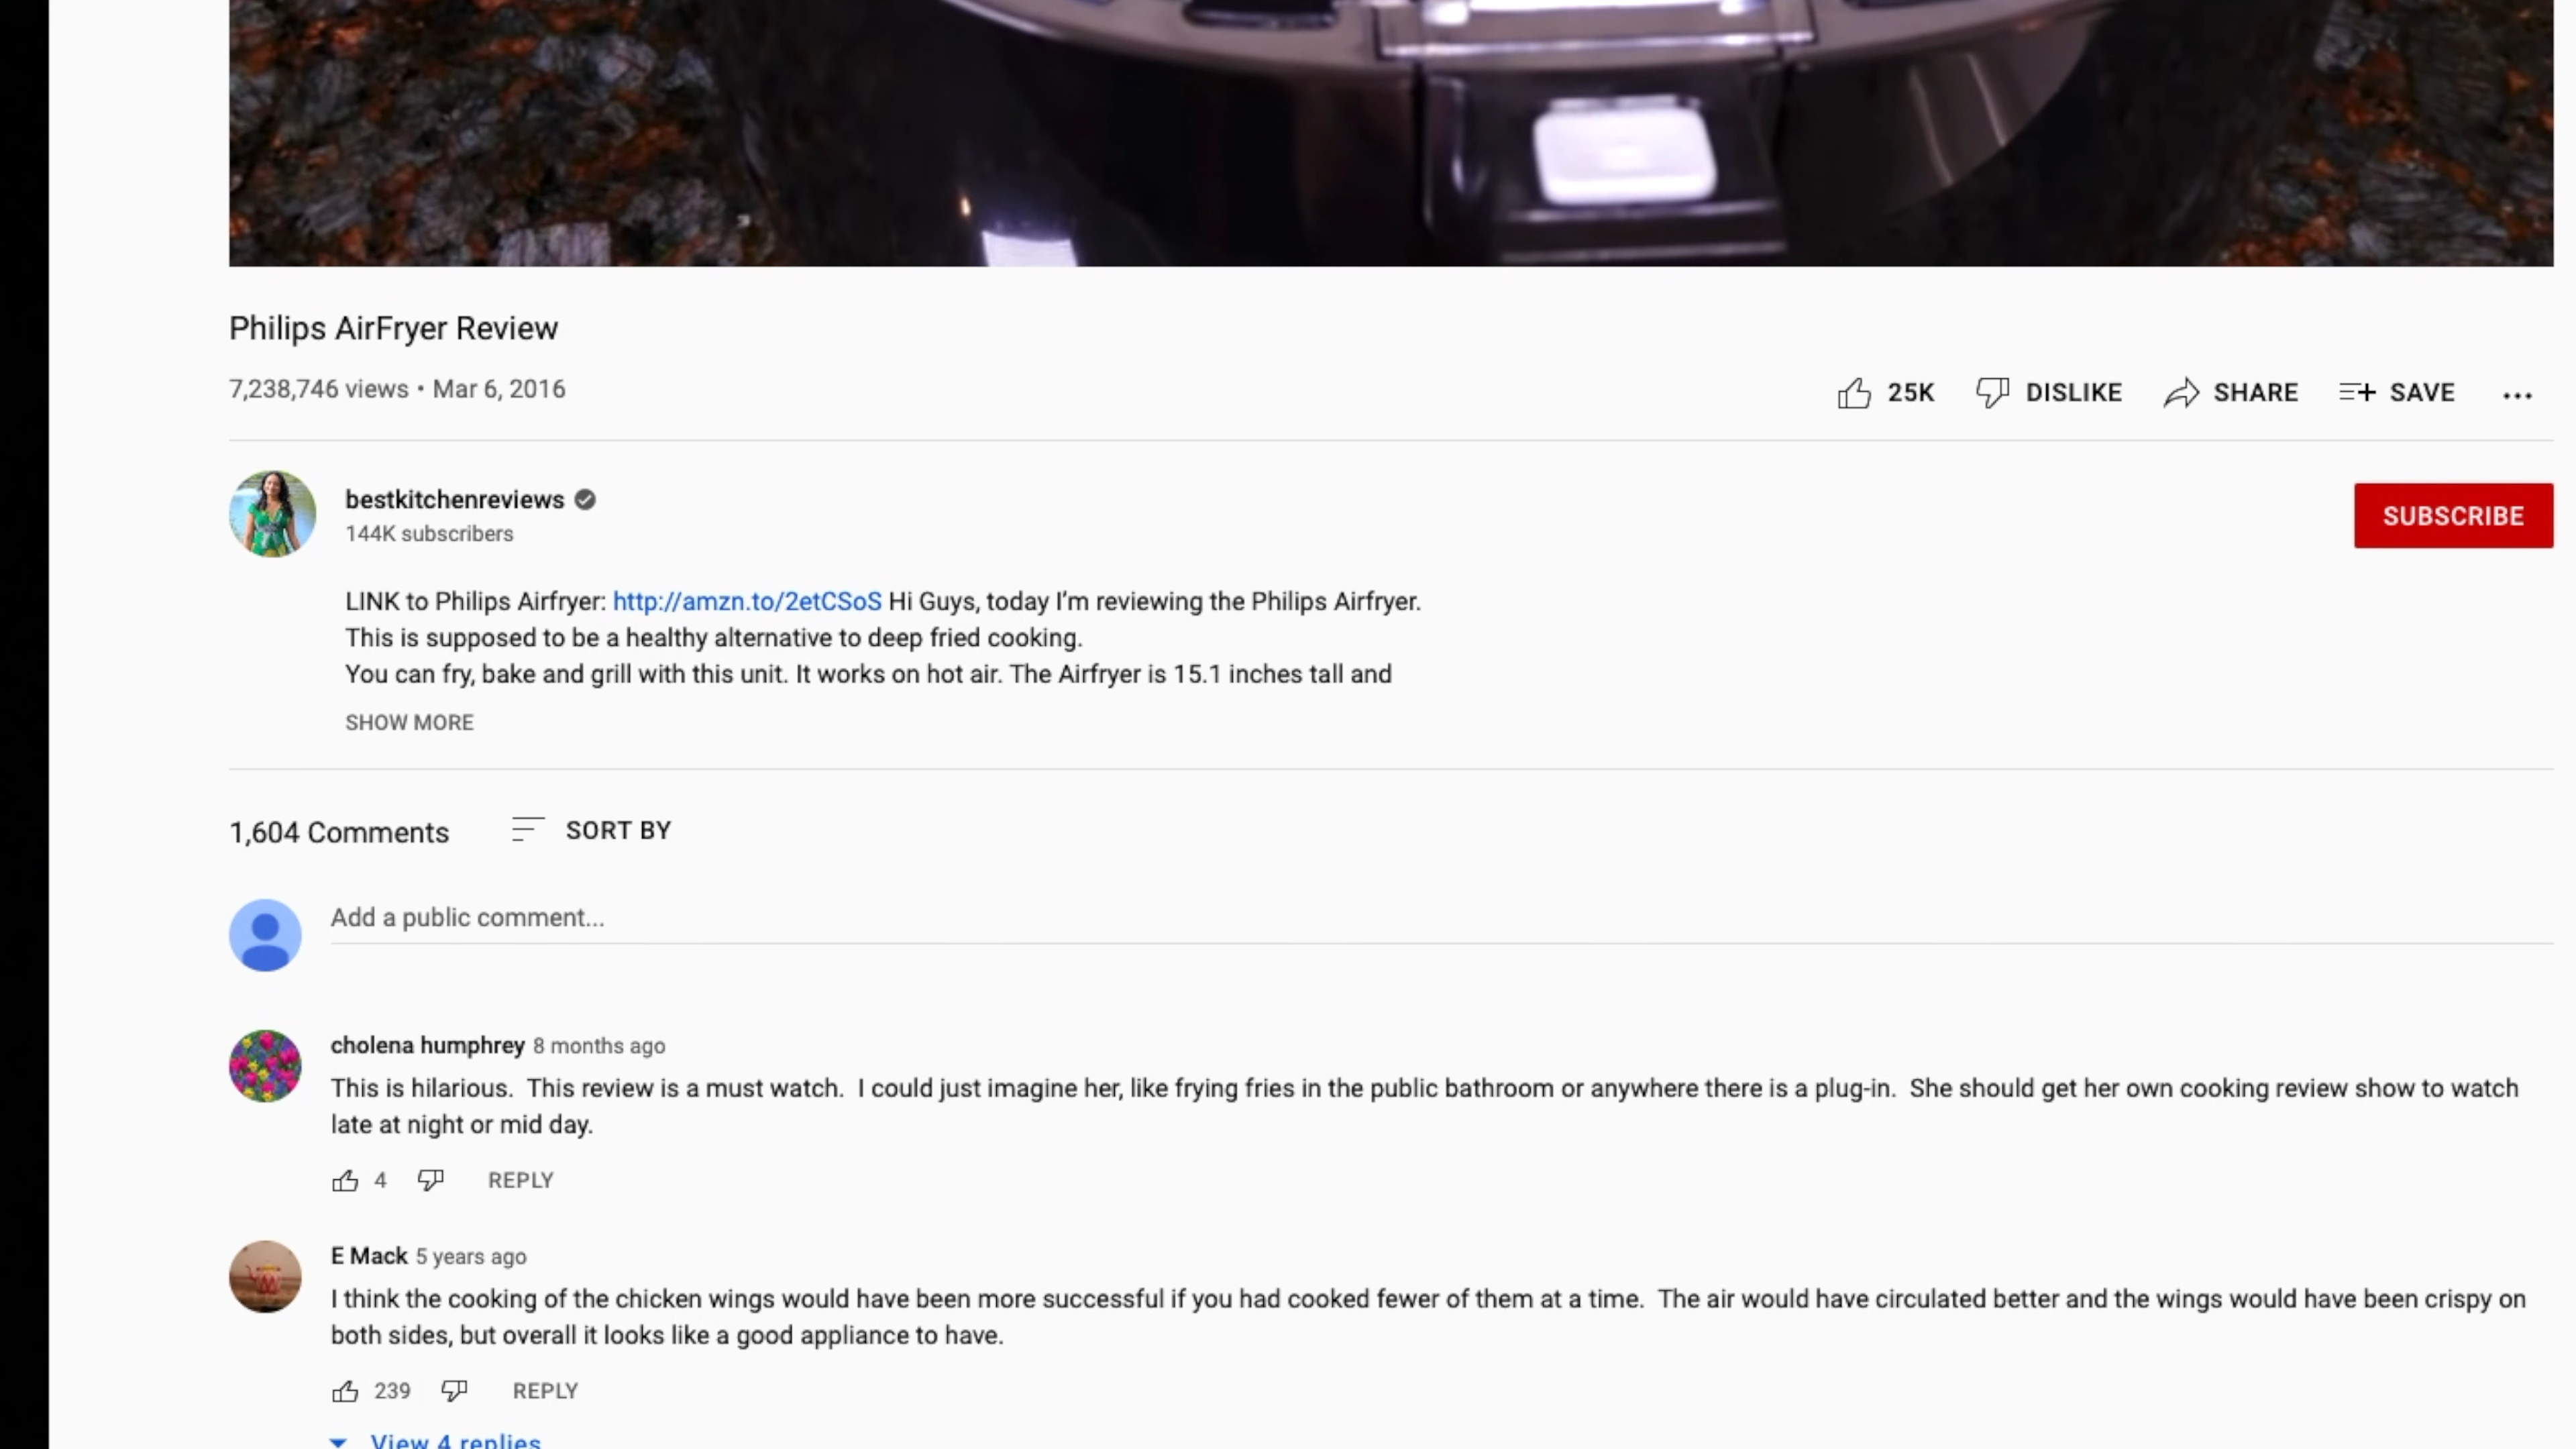 Philips AirFryer Review
7,238,746 views • Mar 6, 2016
25K DISLIKE SHARE SAVE ...
bestkitchenreviews
144K subscribers
SUBSCRIBE
LINK to Philips Airfryer: http://amzn.to/2etCSoS Hi Guys, today I’m reviewing the Philips Airfryer.
This is supposed to be a healthy alternative to deep fried cooking.
You can fry, bake and grill with this unit. It works on hot air. The Airfryer is 15.1 inches tall and
SHOW MORE
1,604 Comments SORT BY
Add a public comment...
cholena humphrey 8 months ago
This is hilarious.  This review is a must watch.  I could just imagine her, like frying fries in the public bathroom or anywhere there is a plug-in.  She should get her own cooking review show to watch
late at night or mid day.
4 REPLY
E Mack 5 years ago
I think the cooking of the chicken wings would have been more successful if you had cooked fewer of them at a time.  The air would have circulated better and the wings would have been crispy on
both sides, but overall it looks like a good appliance to have.
239 REPLY
View 4 replies